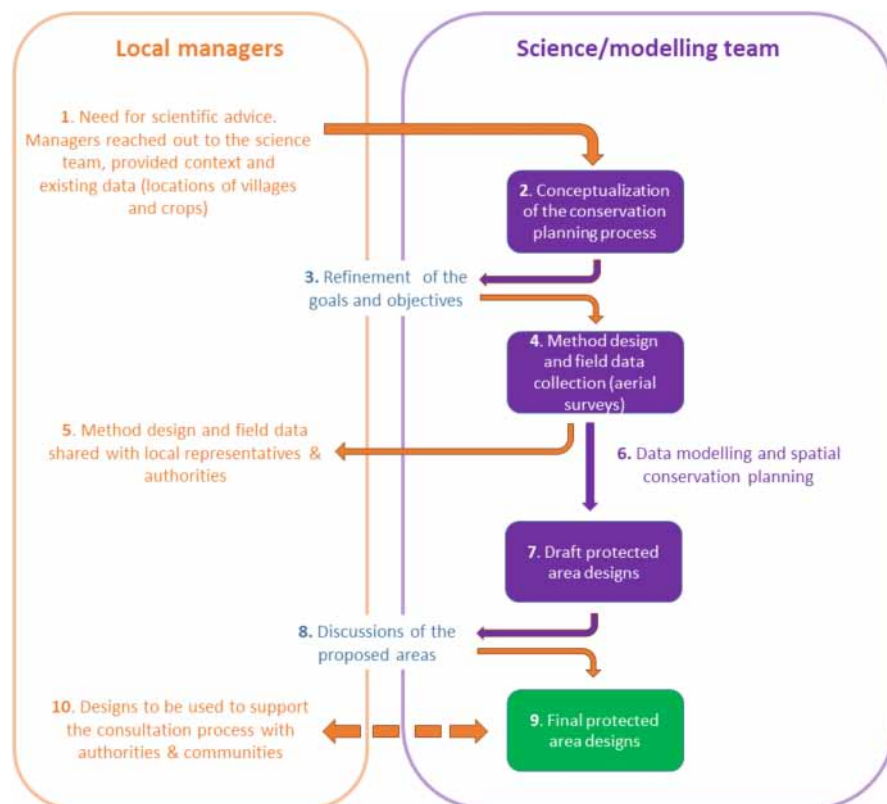 Local managers
Science/modelling team
1. Need for scientific advice.
Managers reached out to the science
team, provided context and
existing data (locations of villages
and crops)
2. Conceptualization
of the conservation
planning process
3. Refinement of the
goals and objectives
4. Method design
and field data
collection (aerial
surveys)
5. Method design and field data
shared with local representatives &
authorities
6. Data modelling and spatial
conservation planning
7. Draft protected
area designs
8. Discussions of the
proposed areas
9. Final protected
area designs
10. Designs to be used to support
the consultation process with
authorities & communities